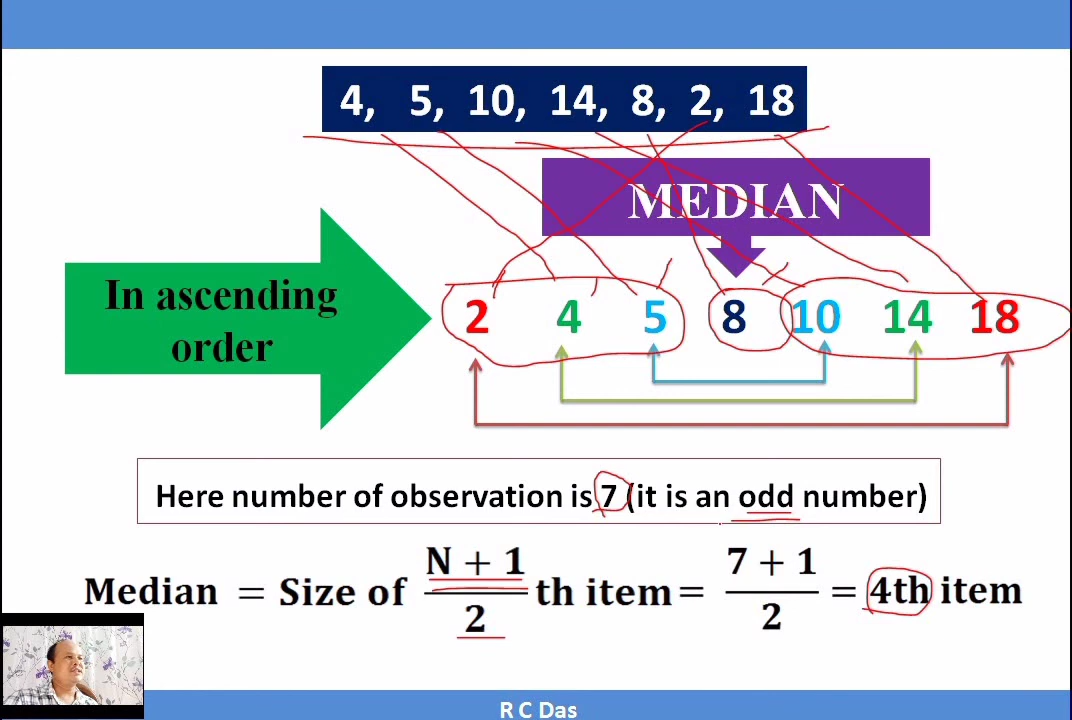 4, 5, 10, 14, 8, 2, 18
MEDIAN
In ascending
order
2 4 5 8 10 14 18
Here number of observation is 7 (it is an odd number)
Median = Size of N + 1 / 2 th item = 7 + 1 / 2 = 4th item
R C Das